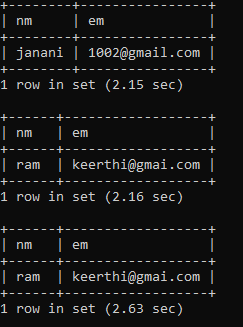 +--------+----------------+
| nm     | em             |
+--------+----------------+
| janani | 1002@gmail.com |
+--------+----------------+
1 row in set (2.15 sec)

+------+------------------+
| nm   | em               |
+------+------------------+
| ram  | keerthi@gmai.com |
+------+------------------+
1 row in set (2.16 sec)

+------+------------------+
| nm   | em               |
+------+------------------+
| ram  | keerthi@gmai.com |
+------+------------------+
1 row in set (2.63 sec)